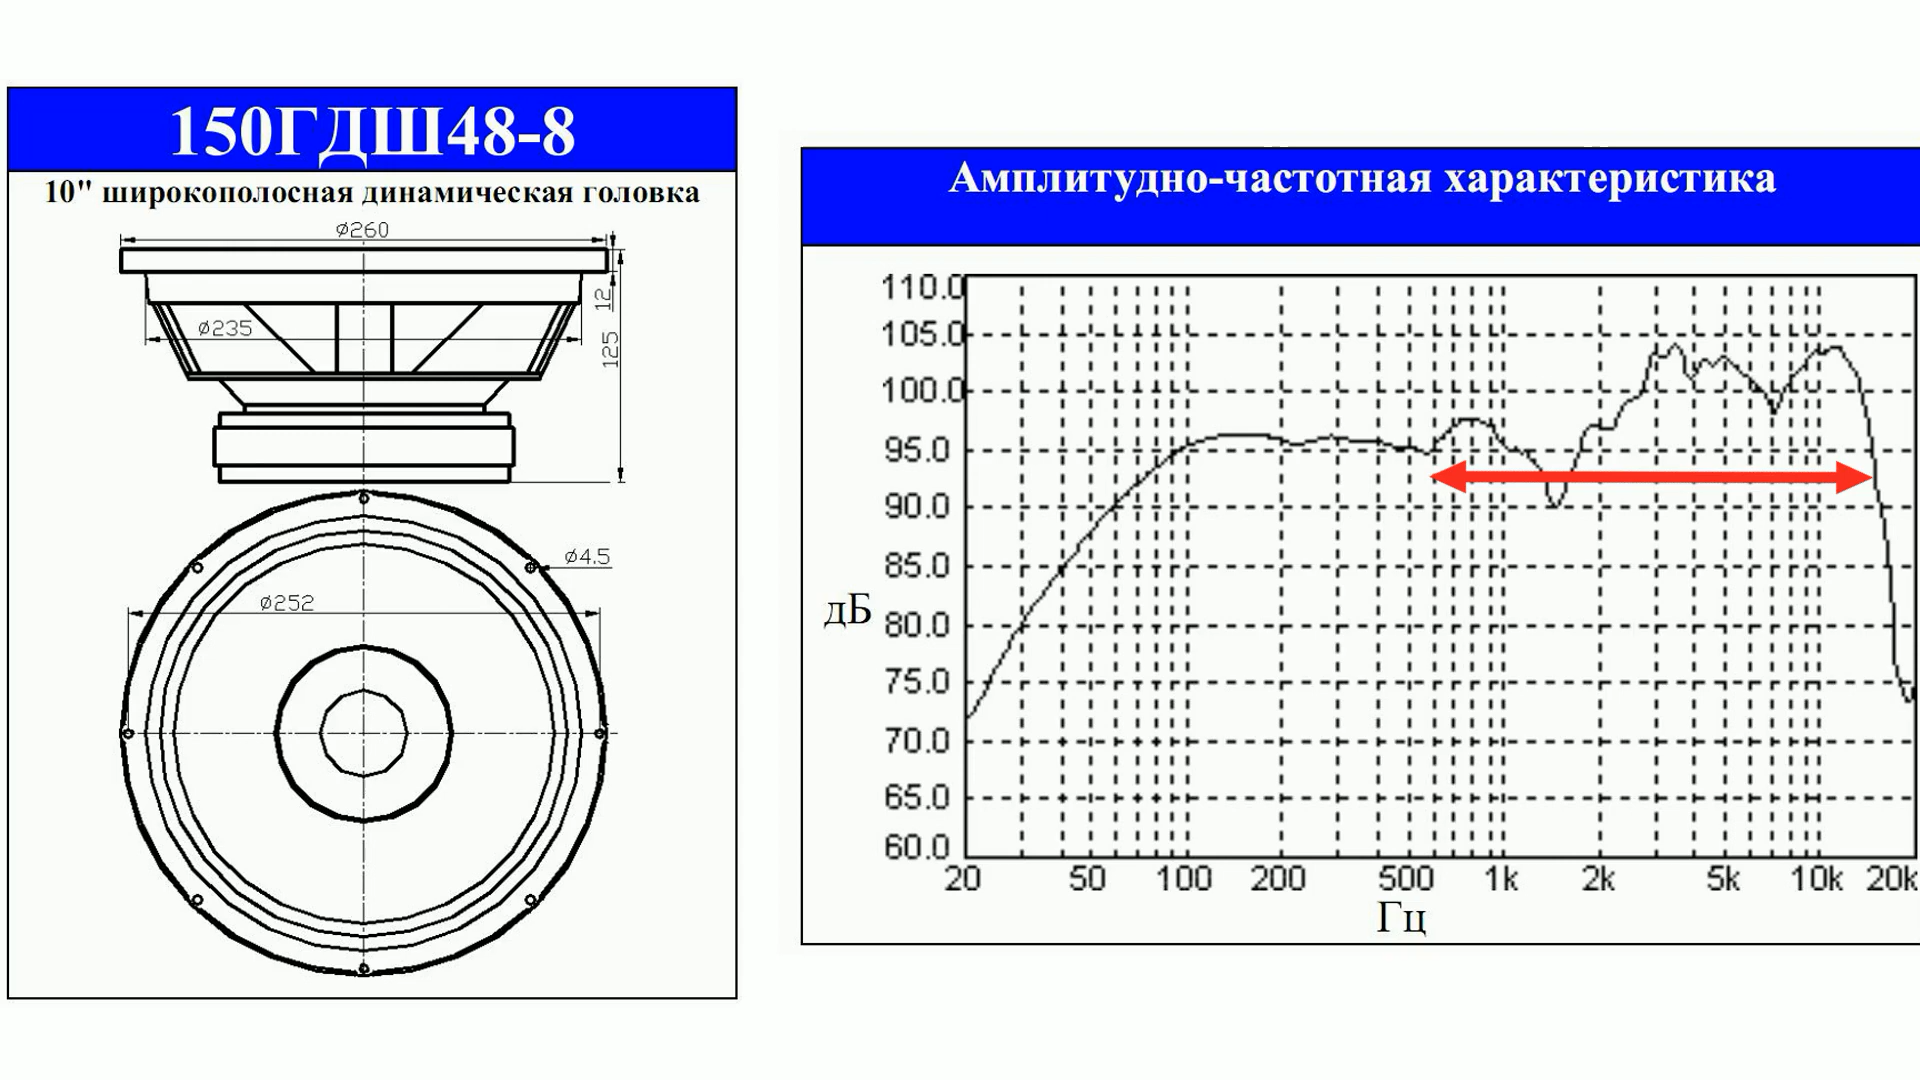 150ГДШ48-8
10" широкополосная динамическая головка
ø260
12
ø235
125
ø4.5
ø252
Амплитудно-частотная характеристика
110.0
105.0
100.0
95.0
90.0
85.0
дБ
80.0
75.0
70.0
65.0
60.0
20 50 100 200 500 1k 2k 5k 10k 20k
Гц